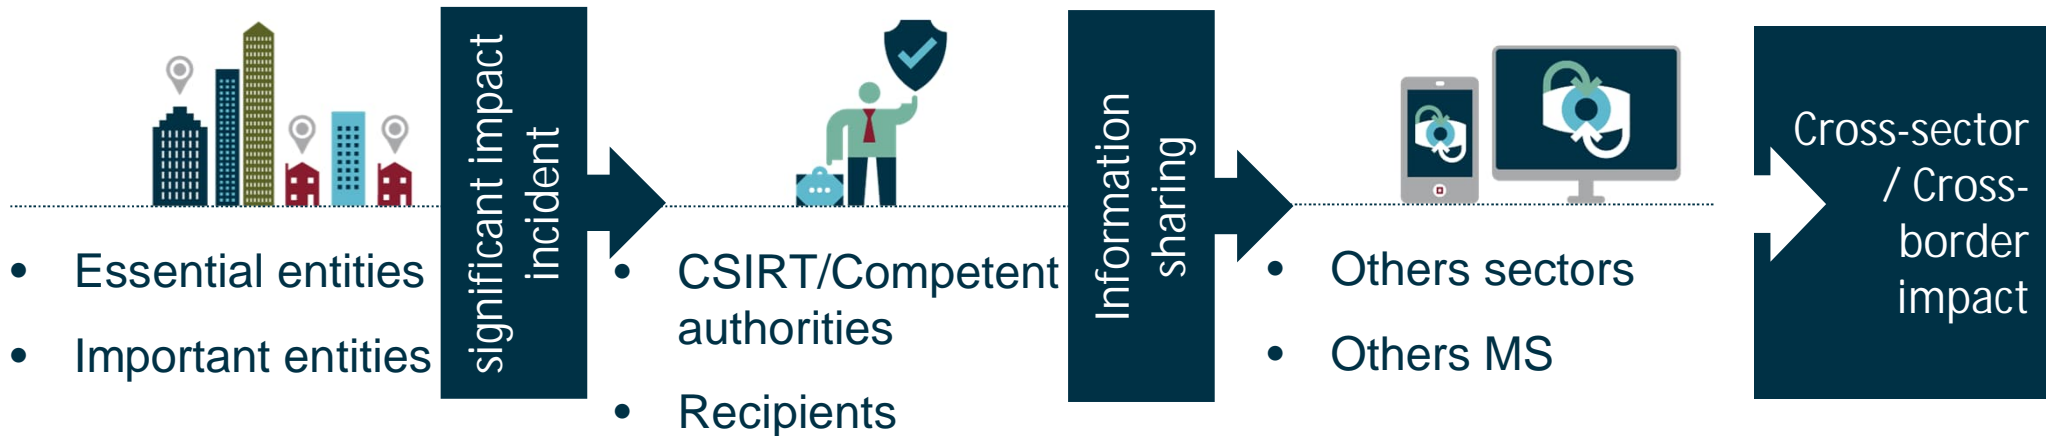 • Essential entities
• Important entities
significant impact
incident
• CSIRT/Competent
authorities
• Recipients
Information
sharing
• Others sectors
• Others MS
Cross-sector
/ Cross-
border
impact